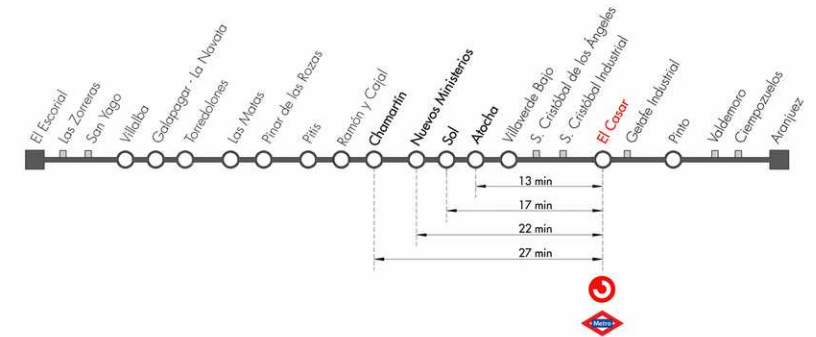 El Escorial
Las Zorreras
San Yago
Villalba
Galapagar - La Navata
Torredolones
Las Matas
Pinar de las Rozas
Pitis
Ramón y Cajal
Chamartín
Nuevos Ministerios
Sol
Atocha
Villaverde Bajo
S. Cristóbal de los Ángeles
S. Cristóbal Industrial
El Casar
Getafe Industrial
Pinto
Valdemoro
Ciempozuelos
Aranjuez
13 min
17 min
22 min
27 min
Metro